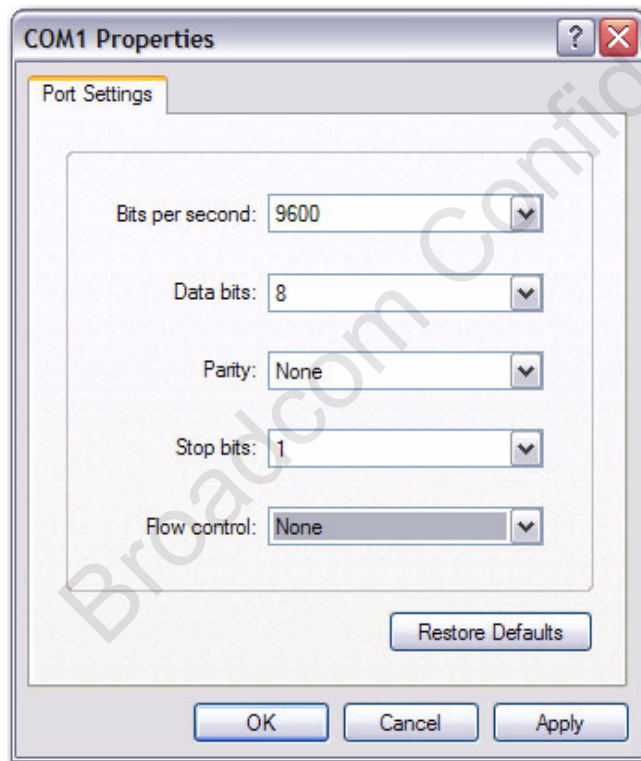 COM1 Properties
?
Port Settings
Bits per second: 9600
Data bits: 8
Parity: None
Stop bits: 1
Flow control: None
Restore Defaults
OK Cancel Apply
Broadcom Confid